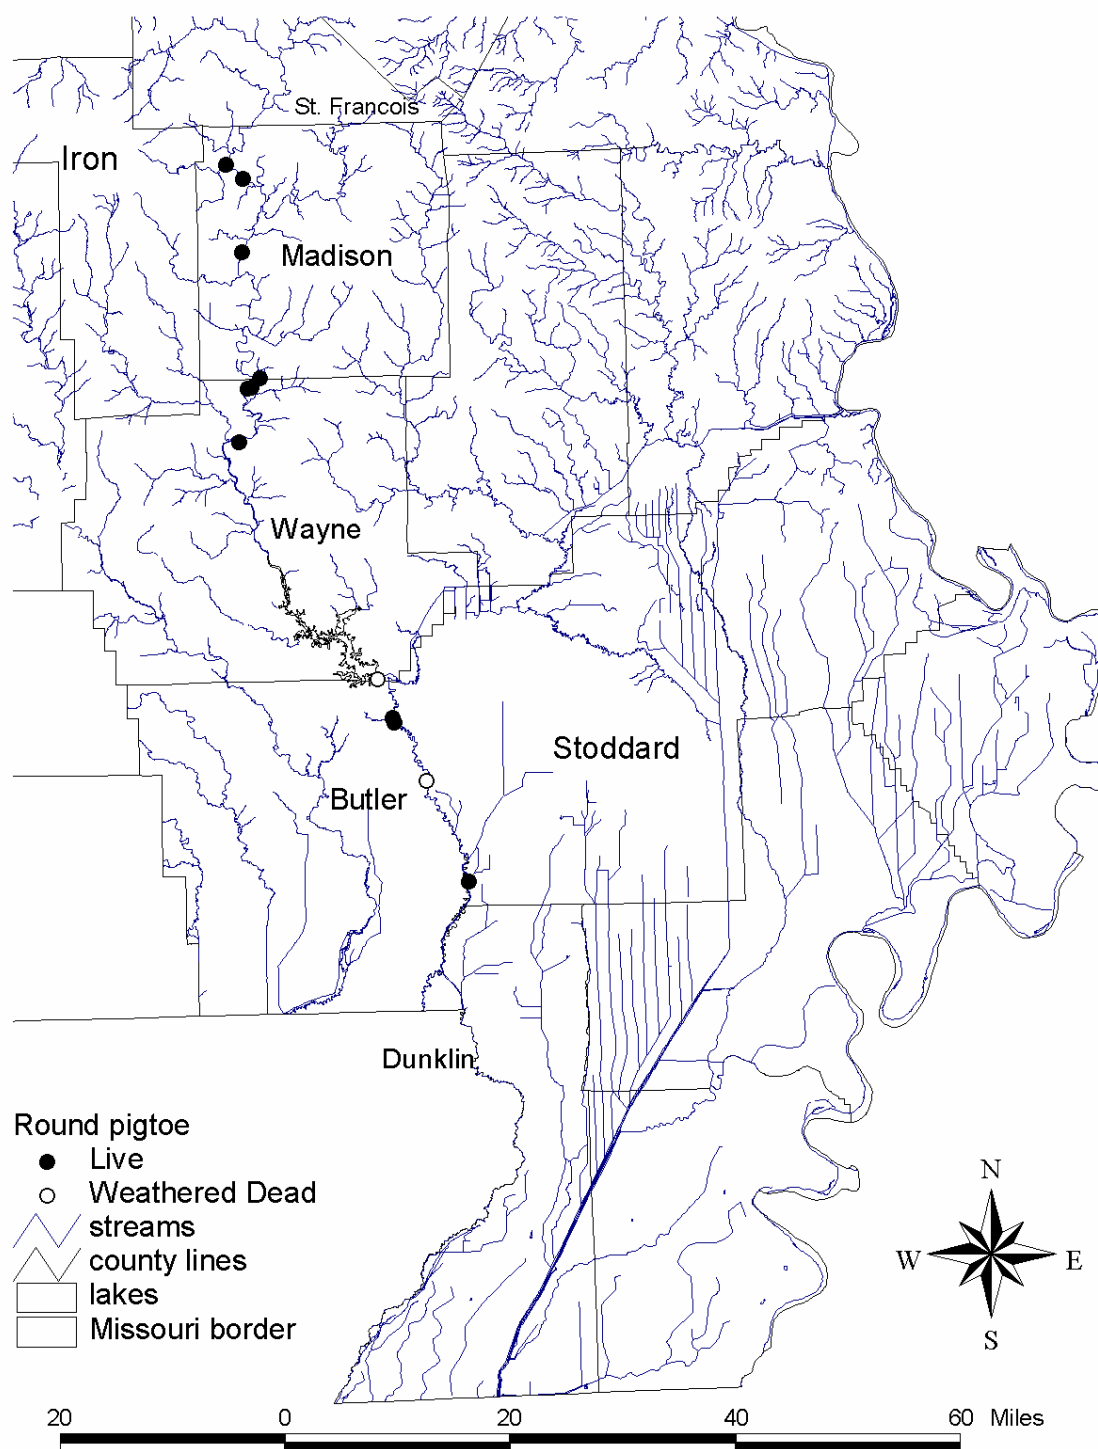 St. Francois
Iron
Madison
Wayne
Stoddard
Butler
Dunklin
Round pigtoe
Live
Weathered Dead
streams
county lines
lakes
Missouri border
N
W E
S
20 0 20 40 60 Miles